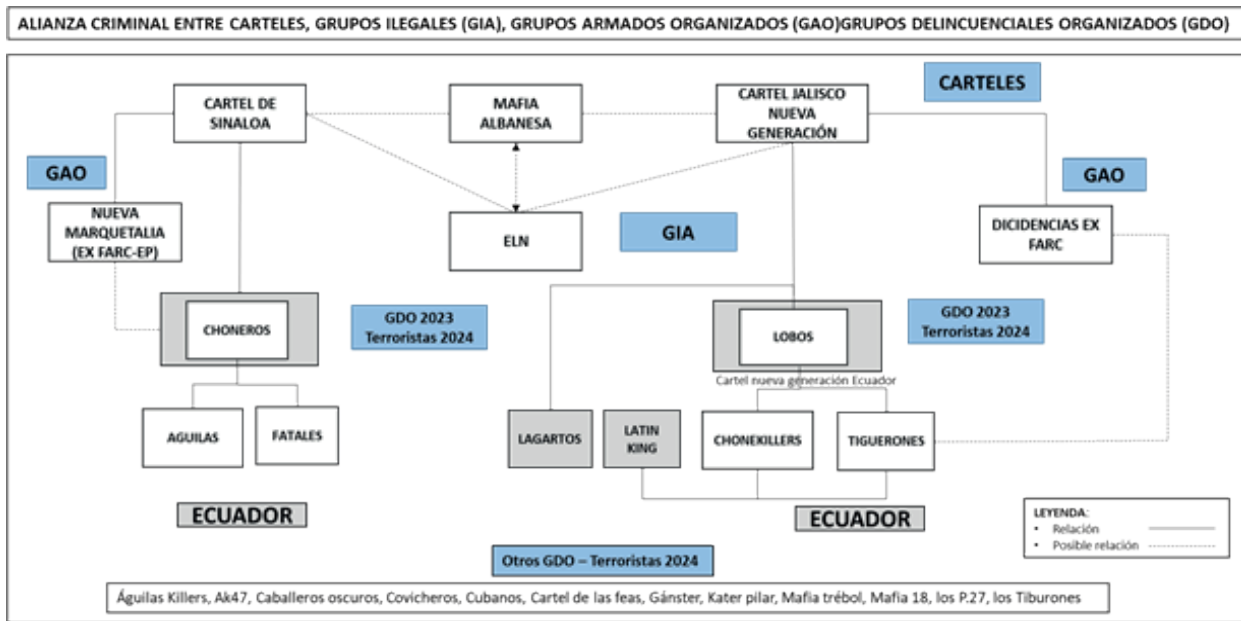 ALIANZA CRIMINAL ENTRE CARTELES, GRUPOS ILEGALES (GIA), GRUPOS ARMADOS ORGANIZADOS (GAO)GRUPOS DELINCUENCIALES ORGANIZADOS (GDO)
CARTELES
CARTEL DE
SINALOA
MAFIA
ALBANESA
CARTEL JALISCO
NUEVA
GENERACIÓN
GAO
GAO
NUEVA
MARQUETALIA
(EX FARC-EP)
ELN
GIA
DICIDENCIAS EX
FARC
CHONEROS
GDO 2023
Terroristas 2024
LOBOS
GDO 2023
Terroristas 2024
Cartel nueva generación Ecuador
AGUILAS
FATALES
LAGARTOS
LATIN
KING
CHONEKILLERS
TIGUERONES
ECUADOR
ECUADOR
LEYENDA:
• Relación
• Posible relación
Otros GDO – Terroristas 2024
Águilas Killers, Ak47, Caballeros oscuros, Covicheros, Cubanos, Cartel de las feas, Gánster, Kater pilar, Mafia trébol, Mafia 18, los P.27, los Tiburones